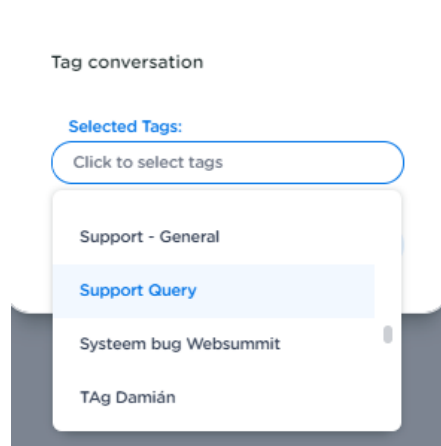 Tag conversation
Selected Tags:
Click to select tags
Support - General
Support Query
Systeem bug Websummit
TAg Damián